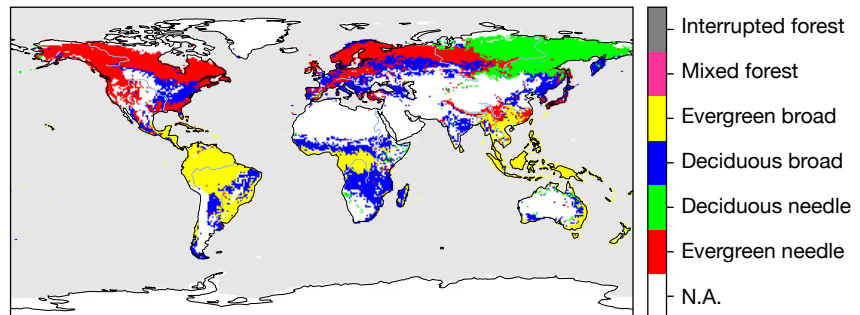 Interrupted forest
Mixed forest
Evergreen broad
Deciduous broad
Deciduous needle
Evergreen needle
N.A.